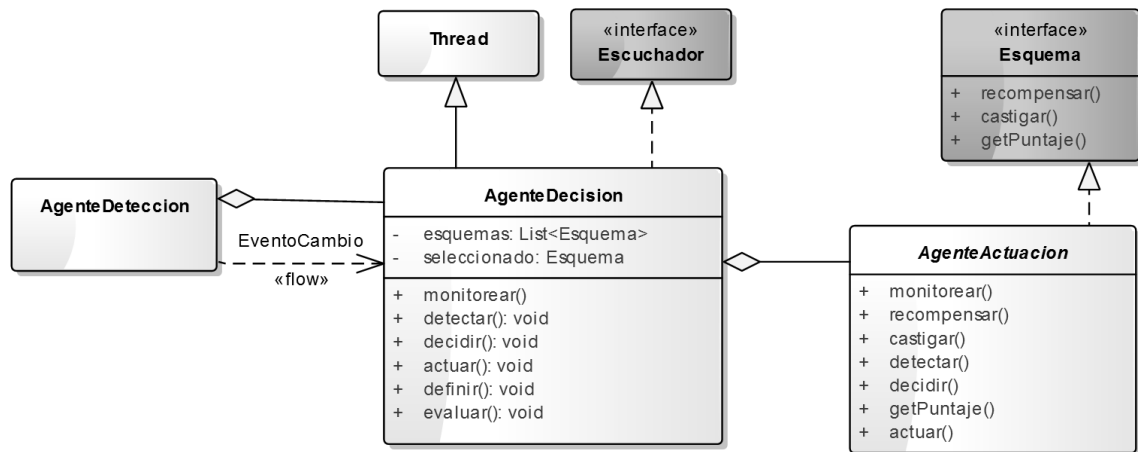 Thread
«interface»
Escuchador
«interface»
Esquema
+ recompensar()
+ castigar()
+ getPuntaje()
AgenteDeteccion
EventoCambio
«flow»
AgenteDecision
- esquemas: List<Esquema>
- seleccionado: Esquema
+ monitorear()
+ detectar(): void
+ decidir(): void
+ actuar(): void
+ definir(): void
+ evaluar(): void
AgenteActuacion
+ monitorear()
+ recompensar()
+ castigar()
+ detectar()
+ decidir()
+ getPuntaje()
+ actuar()